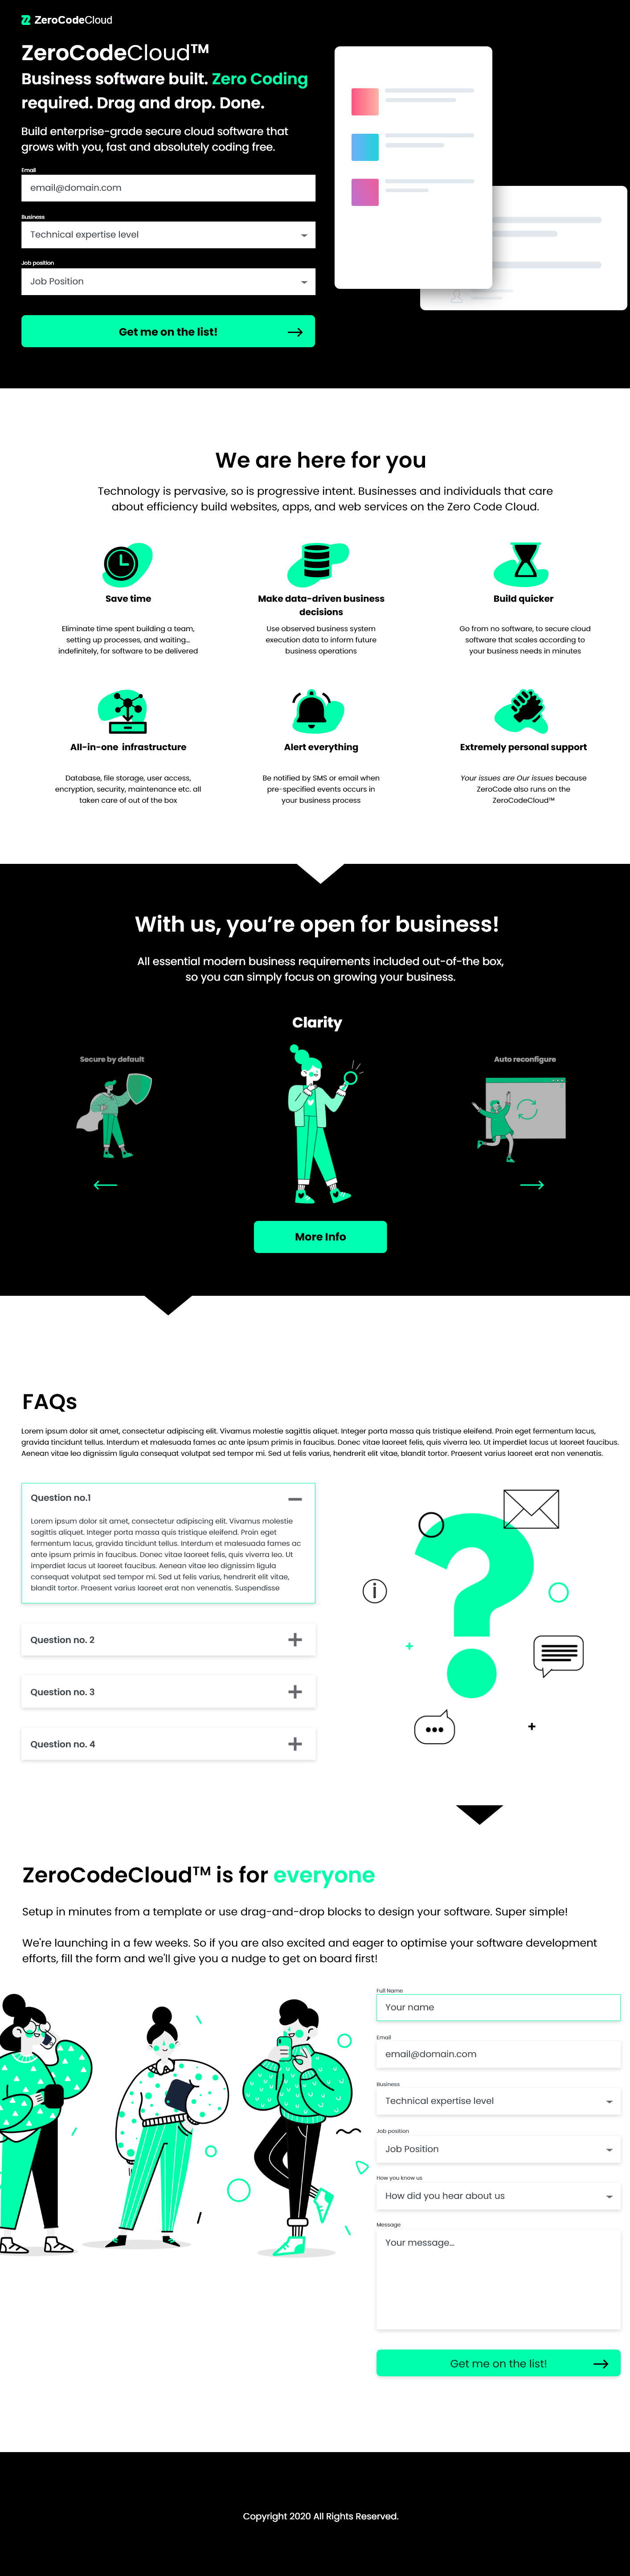 ZeroCodeCloud
ZeroCodeCloud™
Business software built. Zero Coding
required. Drag and drop. Done.
Build enterprise-grade secure cloud software that
grows with you, fast and absolutely coding free.
Email
email@domain.com
Business
Technical expertise level
Job position
Job Position
Get me on the list!
We are here for you
Technology is pervasive, so is progressive intent. Businesses and individuals that care
about efficiency build websites, apps, and web services on the Zero Code Cloud.
Save time
Eliminate time spent building a team,
setting up processes, and waiting...
indefinitely, for software to be delivered
Make data-driven business
decisions
Use observed business system
execution data to inform future
business operations
Build quicker
Go from no software, to secure cloud
software that scales according to
your business needs in minutes
All-in-one infrastructure
Database, file storage, user access,
encryption, security, maintenance etc. all
taken care of out of the box
Alert everything
Be notified by SMS or email when
pre-specified events occurs in
your business process
Extremely personal support
Your issues are Our issues because
ZeroCode also runs on the
ZeroCodeCloud™
With us, you're open for business!
All essential modern business requirements included out-of-the box,
so you can simply focus on growing your business.
Secure by default
Clarity
Auto reconfigure
More Info
FAQs
Lorem ipsum dolor sit amet, consectetur adipiscing elit. Vivamus molestie sagittis aliquet. Integer porta massa quis tristique eleifend. Proin eget fermentum lacus,
gravida tincidunt tellus. Interdum et malesuada fames ac ante ipsum primis in faucibus. Donec vitae laoreet felis, quis viverra leo. Ut imperdiet lacus ut laoreet faucibus.
Aenean vitae leo dignissim ligula consequat volutpat sed tempor mi. Sed ut felis varius, hendrerit elit vitae, blandit tortor. Praesent varius laoreet erat non venenatis.
Question no.1
Lorem ipsum dolor sit amet, consectetur adipiscing elit. Vivamus molestie
sagittis aliquet. Integer porta massa quis tristique eleifend. Proin eget
fermentum lacus, gravida tincidunt tellus. Interdum et malesuada fames ac
ante ipsum primis in faucibus. Donec vitae laoreet felis, quis viverra leo. Ut
imperdiet lacus ut laoreet faucibus. Aenean vitae leo dignissim ligula
consequat volutpat sed tempor mi. Sed ut felis varius, hendrerit elit vitae,
blandit tortor. Praesent varius laoreet erat non venenatis. Suspendisse
Question no. 2
Question no. 3
Question no. 4
ZeroCodeCloud™ is for everyone
Setup in minutes from a template or use drag-and-drop blocks to design your software. Super simple!
We're launching in a few weeks. So if you are also excited and eager to optimise your software development
efforts, fill the form and we'll give you a nudge to get on board first!
Full Name
Your name
Email
email@domain.com
Business
Technical expertise level
Job position
Job Position
How you know us
How did you hear about us
Message
Your message...
Get me on the list!
Copyright 2020 All Rights Reserved.